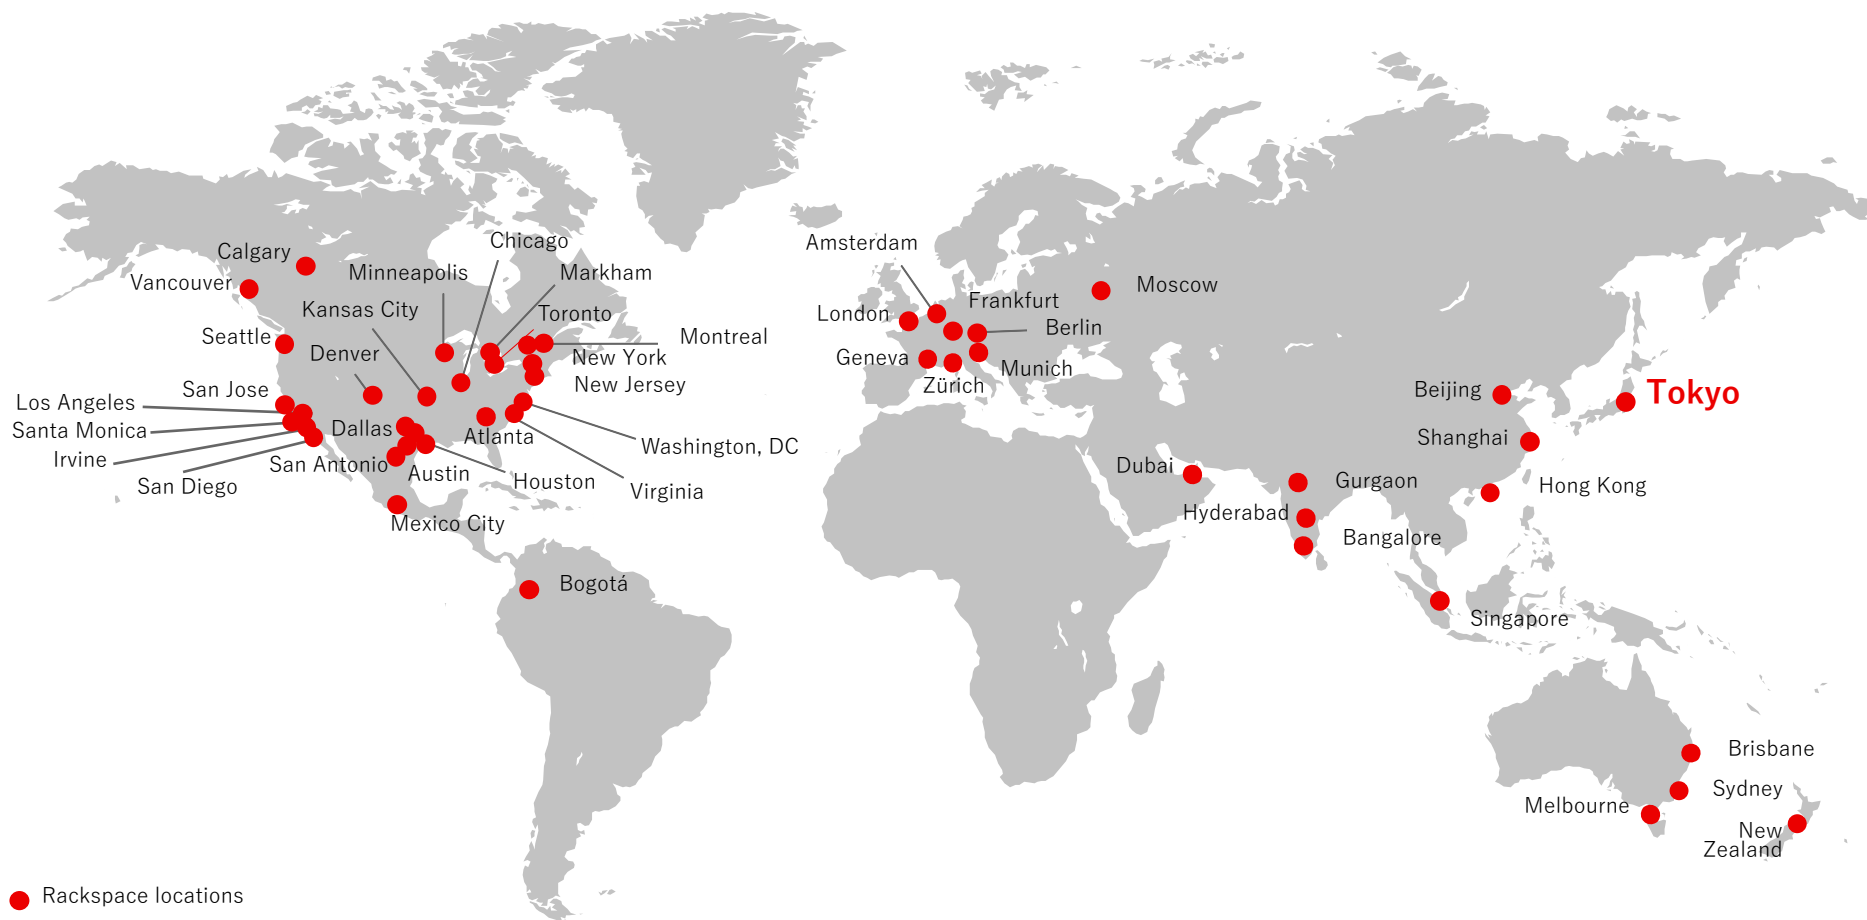 Calgary
Vancouver
Chicago
Minneapolis
Markham
Kansas City
Toronto
Seattle
Denver
Montreal
New York
New Jersey
San Jose
Los Angeles
Santa Monica
Irvine
San Diego
Dallas
Atlanta
San Antonio
Austin
Houston
Washington, DC
Virginia
Mexico City
Bogotá
Amsterdam
London
Frankfurt
Berlin
Geneva
Zürich
Munich
Moscow
Dubai
Gurgaon
Hyderabad
Bangalore
Beijing
Shanghai
Hong Kong
Tokyo
Singapore
Brisbane
Sydney
Melbourne
New
Zealand
Rackspace locations